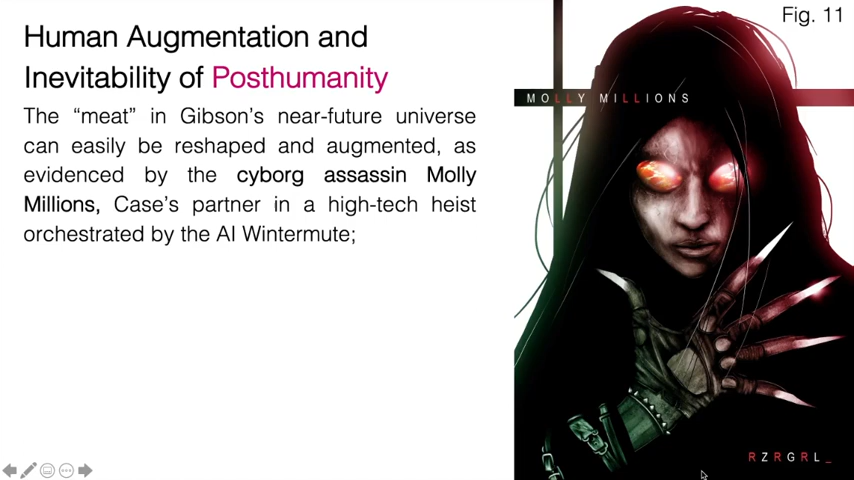 Human Augmentation and
Inevitability of Posthumanity
The “meat” in Gibson’s near-future universe
can easily be reshaped and augmented, as
evidenced by the cyborg assassin Molly
Millions, Case’s partner in a high-tech heist
orchestrated by the AI Wintermute;
Fig. 11
MOLLY MILLIONS
RZRGRL_